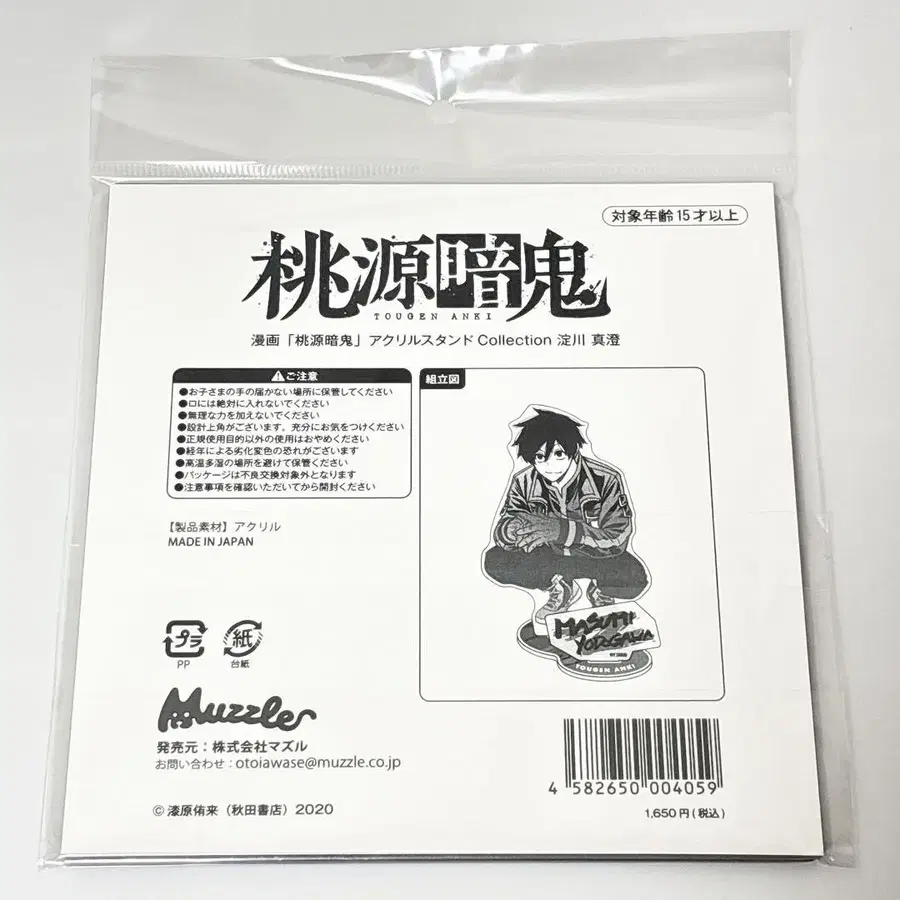 対象年齢15才以上
桃源暗鬼
TOUGEN ANKI
漫画「桃源暗鬼」アクリルスタンドCollection 淀川 真澄
⚠ご注意
●お子さまの手の届かない場所に保管してください
●口には絶対に入れないでください
●無理な力を加えないでください
●設計上角がございます。充分にお気をつけください
●正規使用目的以外の使用はおやめください
●経年による劣化変色の恐れがございます
●高温多湿の場所を避けて保管ください
●パッケージは不良交換対象外となります
●注意事項を確認いただいてから開封ください
組立図
MASUMI
YODOGAWA
TOUGEN ANKI
【製品素材】アクリル
MADE IN JAPAN
プラ
PP
紙
台紙
Muzzle
発売元：株式会社マズル
お問い合わせ：otoiawase@muzzle.co.jp
©漆原侑来（秋田書店）2020
4 582650 004059
1,650円(税込)